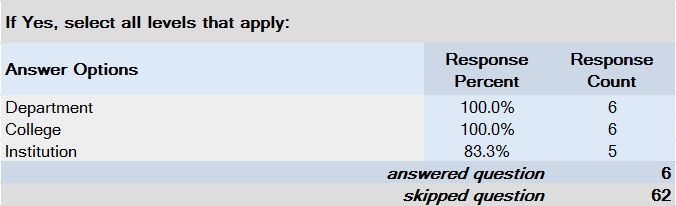 If Yes, select all levels that apply:
Answer Options Response Percent Response Count
Department 100.0% 6
College 100.0% 6
Institution 83.3% 5
answered question 6
skipped question 62